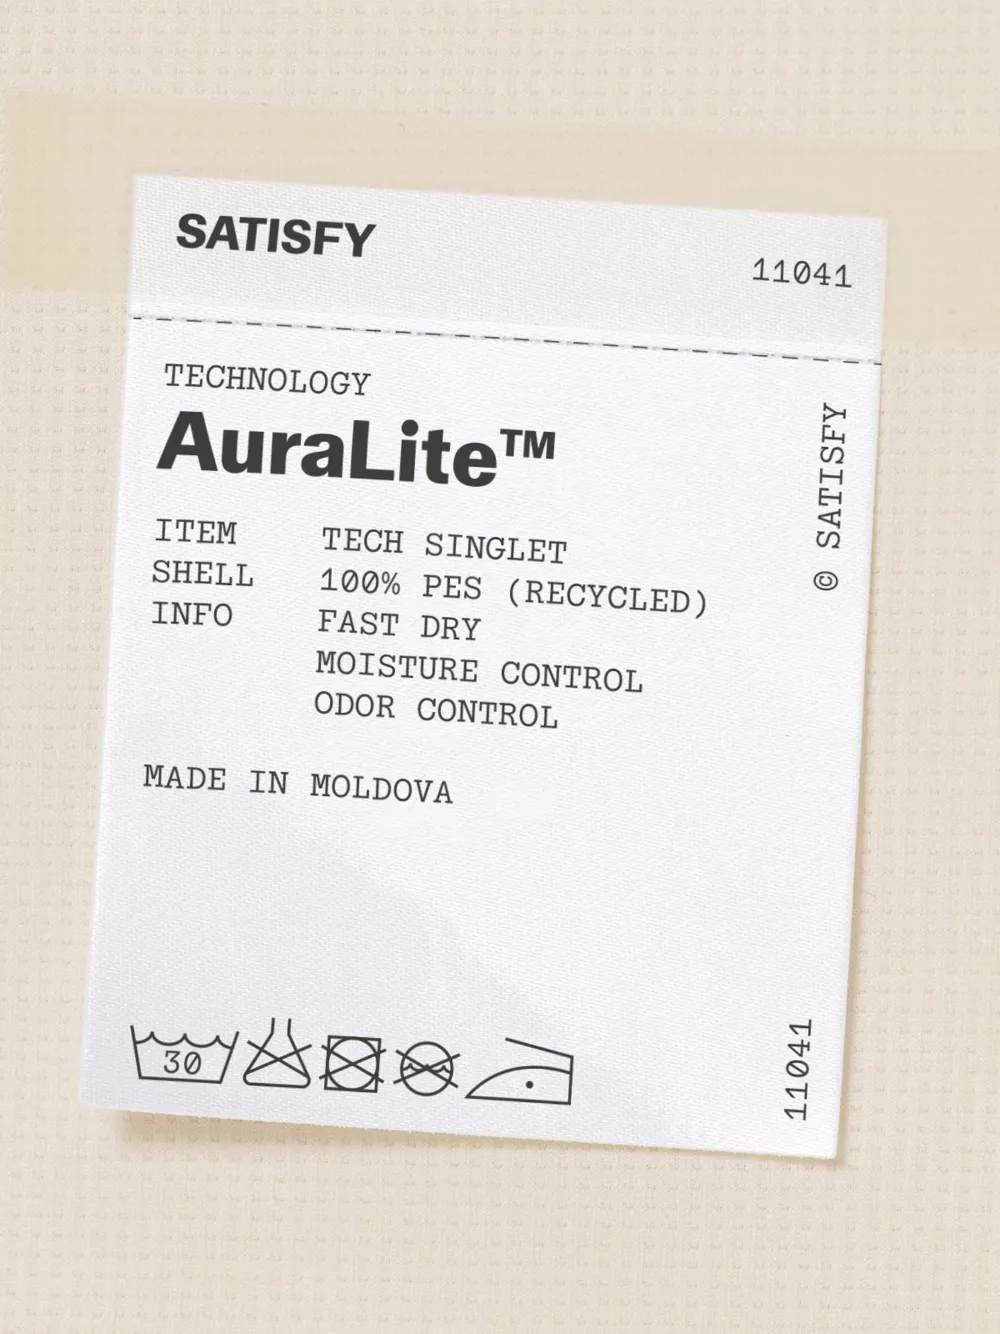 SATISFY
11041
TECHNOLOGY
AuraLite™
ITEM TECH SINGLET
SHELL 100% PES (RECYCLED)
INFO FAST DRY
MOISTURE CONTROL
ODOR CONTROL
MADE IN MOLDOVA
© SATISFY
30
11041